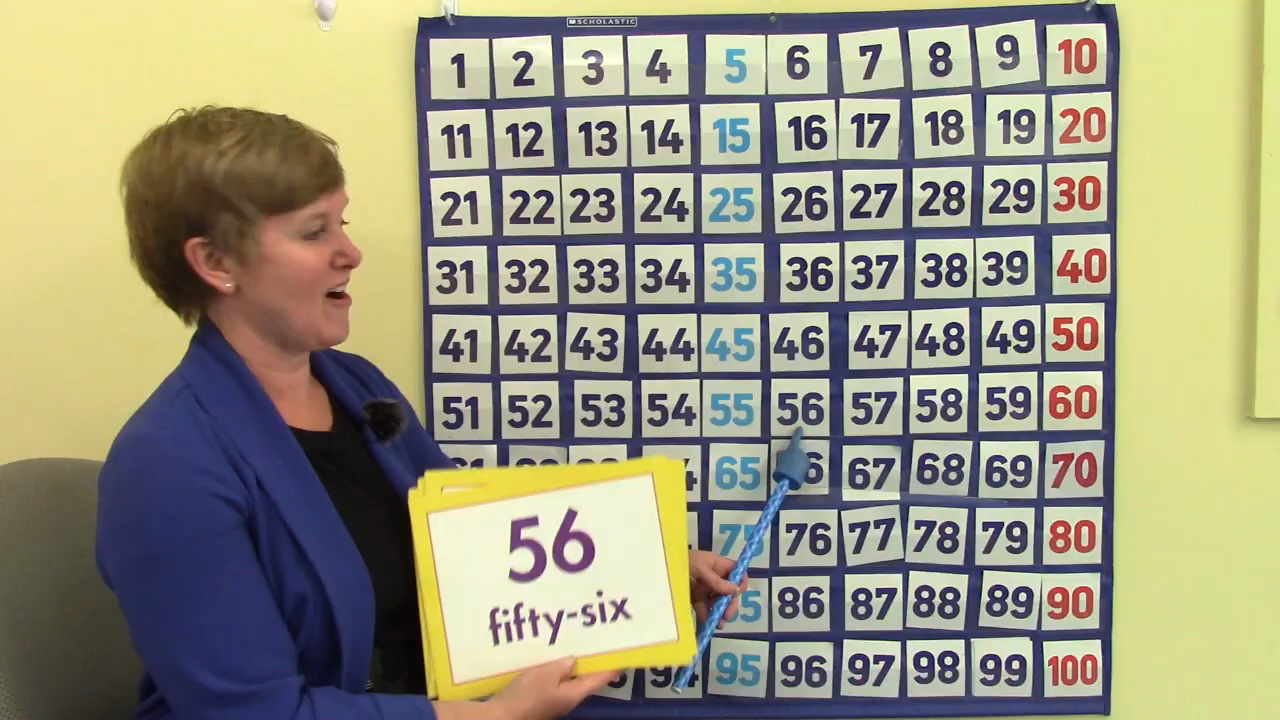 SCHOLASTIC
1 2 3 4 5 6 7 8 9 10
11 12 13 14 15 16 17 18 19 20
21 22 23 24 25 26 27 28 29 30
31 32 33 34 35 36 37 38 39 40
41 42 43 44 45 46 47 48 49 50
51 52 53 54 55 56 57 58 59 60
65 67 68 69 70
75 76 77 78 79 80
86 87 88 89 90
95 96 97 98 99 100
56
fifty-six